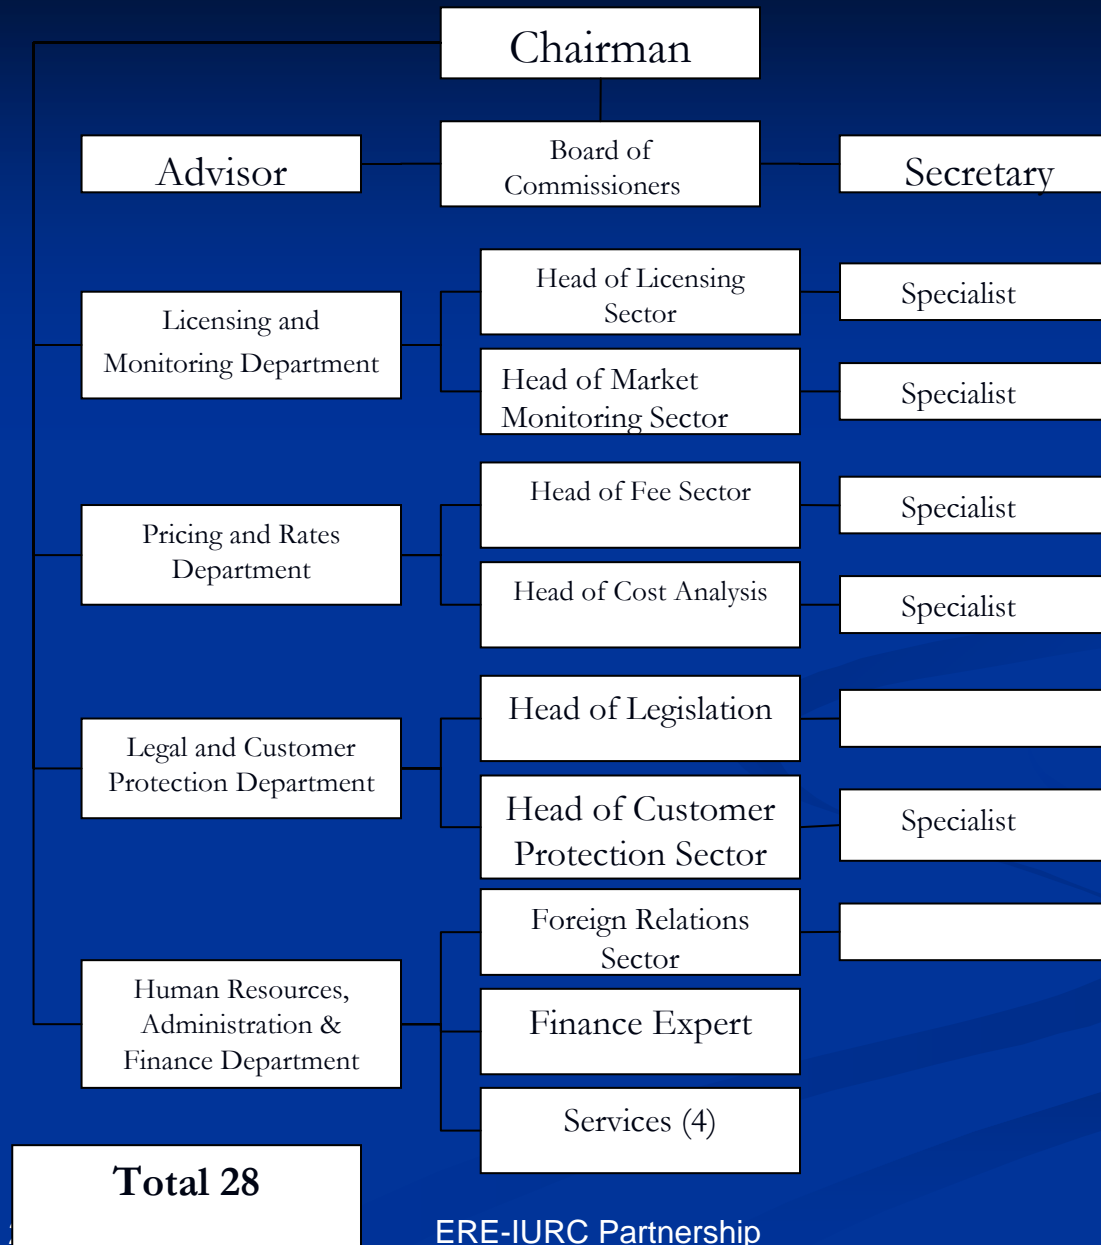 Chairman
Advisor
Board of
Commissioners
Secretary
Licensing and
Monitoring Department
Head of Licensing
Sector
Specialist
Head of Market
Monitoring Sector
Specialist
Pricing and Rates
Department
Head of Fee Sector
Specialist
Head of Cost Analysis
Specialist
Legal and Customer
Protection Department
Head of Legislation
Head of Customer
Protection Sector
Specialist
Human Resources,
Administration &
Finance Department
Foreign Relations
Sector
Finance Expert
Services (4)
Total 28
ERE-IURC Partnership